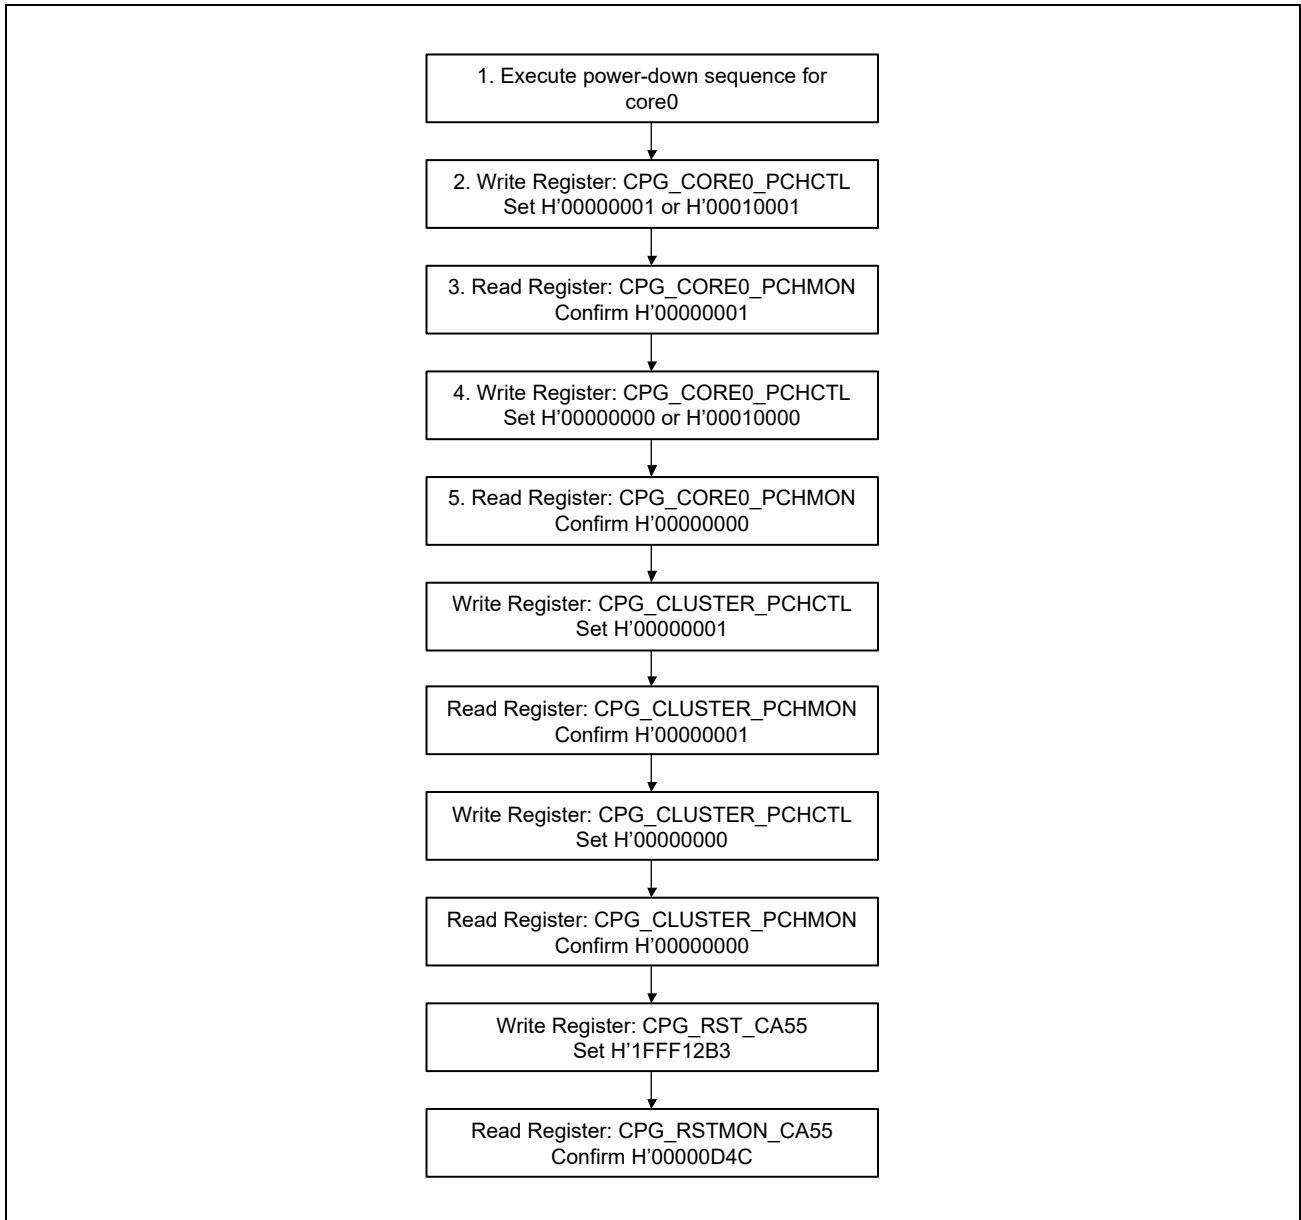 1. Execute power-down sequence for
core0
2. Write Register: CPG_CORE0_PCHCTL
Set H’00000001 or H’00010001
3. Read Register: CPG_CORE0_PCHMON
Confirm H’00000001
4. Write Register: CPG_CORE0_PCHCTL
Set H’00000000 or H’00010000
5. Read Register: CPG_CORE0_PCHMON
Confirm H’00000000
Write Register: CPG_CLUSTER_PCHCTL
Set H’00000001
Read Register: CPG_CLUSTER_PCHMON
Confirm H’00000001
Write Register: CPG_CLUSTER_PCHCTL
Set H’00000000
Read Register: CPG_CLUSTER_PCHMON
Confirm H’00000000
Write Register: CPG_RST_CA55
Set H’1FFF12B3
Read Register: CPG_RSTMON_CA55
Confirm H’00000D4C